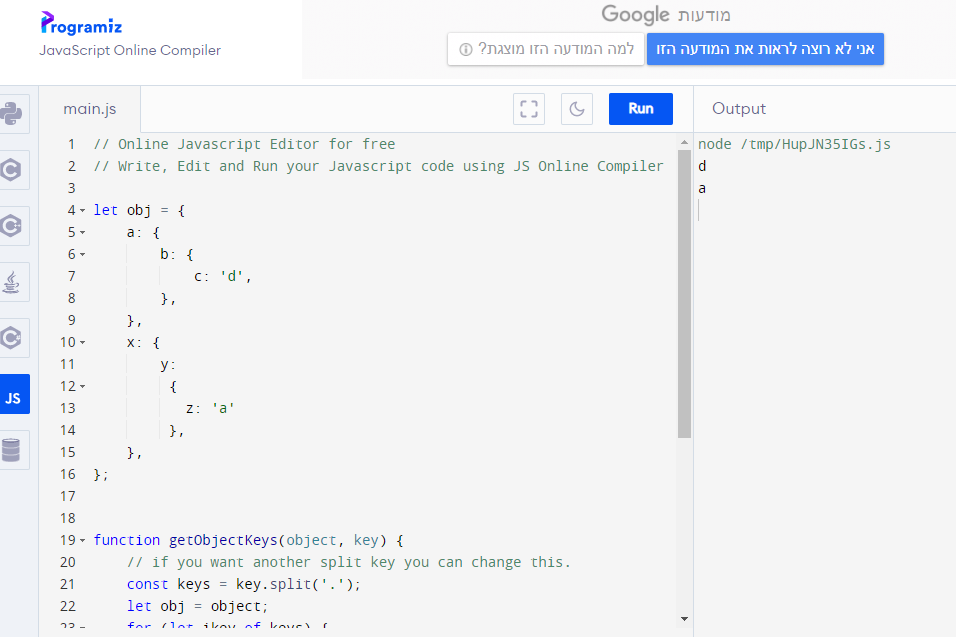 Programiz
JavaScript Online Compiler
מודעות Google
למה המודעה הזו מוצגת?
אני לא רוצה לראות את המודעה הזו
main.js
Run
Output
JS
1 // Online Javascript Editor for free
2 // Write, Edit and Run your Javascript code using JS Online Compiler
3
4 let obj = {
5 a: {
6 b: {
7 c: 'd',
8 },
9 },
10 x: {
11 y:
12 {
13 z: 'a'
14 },
15 },
16 };
17
18
19 function getObjectKeys(object, key) {
20 // if you want another split key you can change this.
21 const keys = key.split('.');
22 let obj = object;
23 for (let ikey of keys) {
node /tmp/HupJN35IGs.js
d
a